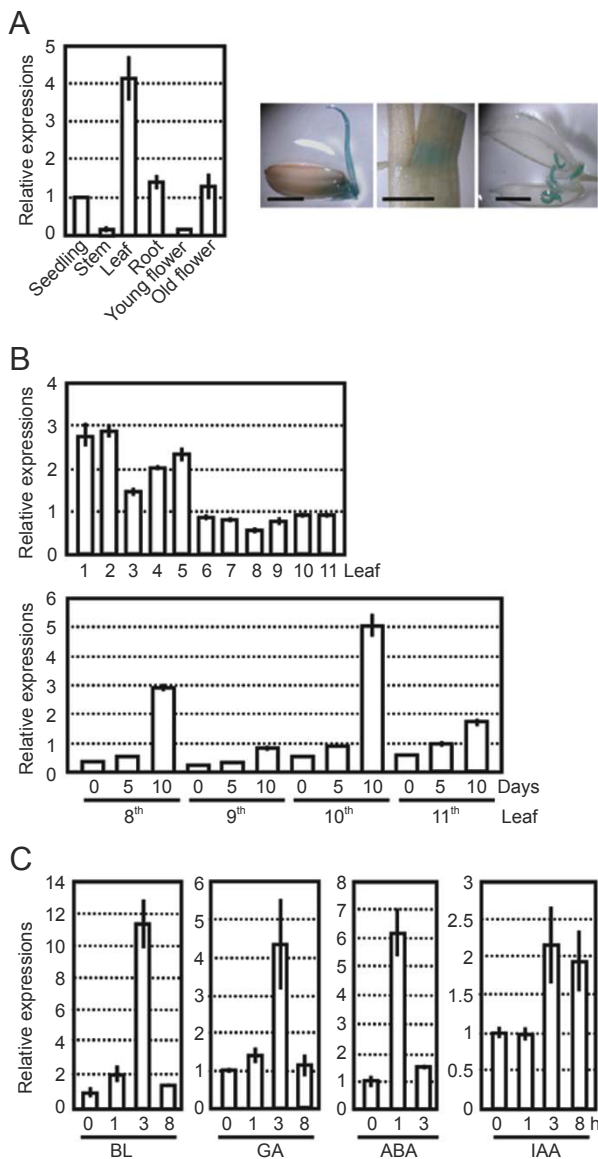 A
Relative expressions
5
4
3
2
1
0
Seedling
Stem
Leaf
Root
Young flower
Old flower
B
Relative expressions
4
3
2
1
0
1 2 3 4 5 6 7 8 9 10 11 Leaf
Relative expressions
6
5
4
3
2
1
0
0 5 10 0 5 10 0 5 10 0 5 10 Days
8th 9th 10th 11th Leaf
C
Relative expressions
14
12
10
8
6
4
2
0
0 1 3 8
BL
6
5
4
3
2
1
0
0 1 3 8
GA
8
7
6
5
4
3
2
1
0
0 1 3
ABA
3
2.5
2
1.5
1
0.5
0
0 1 3 8 h
IAA